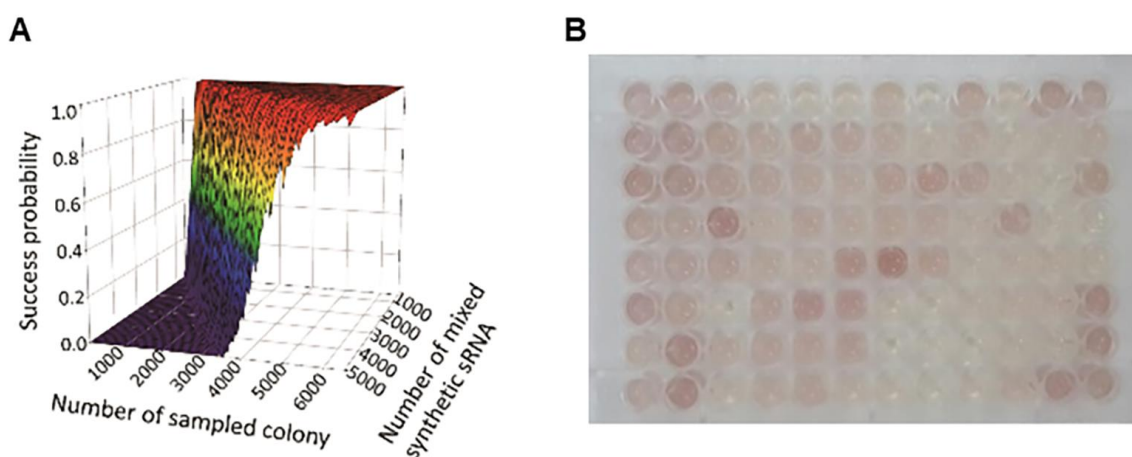 A
B
1.0
0.8
0.6
0.4
0.2
0.0
Success probability
1000
2000
3000
4000
5000
6000
Number of sampled colony
1000
2000
3000
4000
5000
Number of mixed
synthetic sRNA